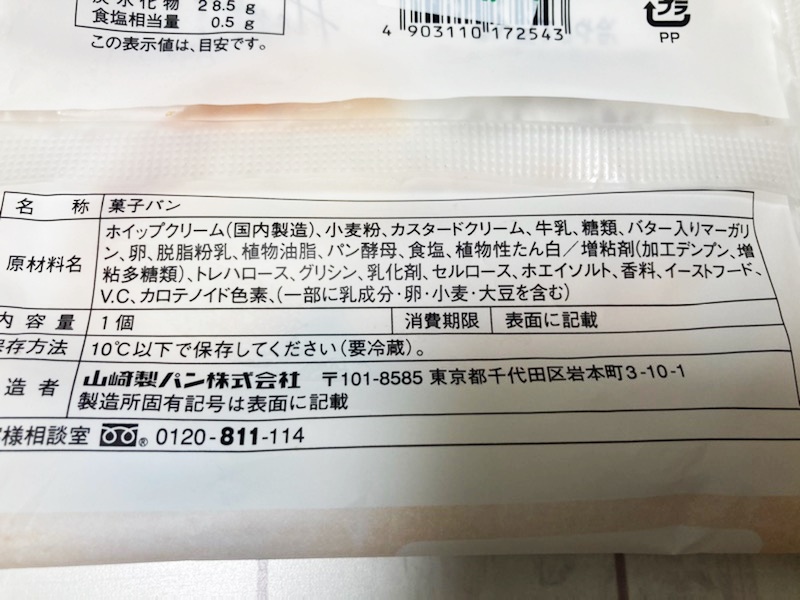 炭水化物 28.5g
食塩相当量 0.5g
この表示値は、目安です。
4 903110 172543
プラ
PP
名 称 菓子パン
原材料名 ホイップクリーム(国内製造)、小麦粉、カスタードクリーム、牛乳、糖類、バター入りマーガリ
ン、卵、脱脂粉乳、植物油脂、パン酵母、食塩、植物性たん白/増粘剤(加工デンプン、増
粘多糖類)、トレハロース、グリシン、乳化剤、セルロース、ホエイソルト、香料、イーストフード、
V.C、カロテノイド色素、(一部に乳成分・卵・小麦・大豆を含む)
内容量 1個 消費期限 表面に記載
保存方法 10℃以下で保存してください(要冷蔵)。
造者 山崎製パン株式会社 〒101-8585 東京都千代田区岩本町3-10-1
製造所固有記号は表面に記載
客様相談室 ® 0120-811-114